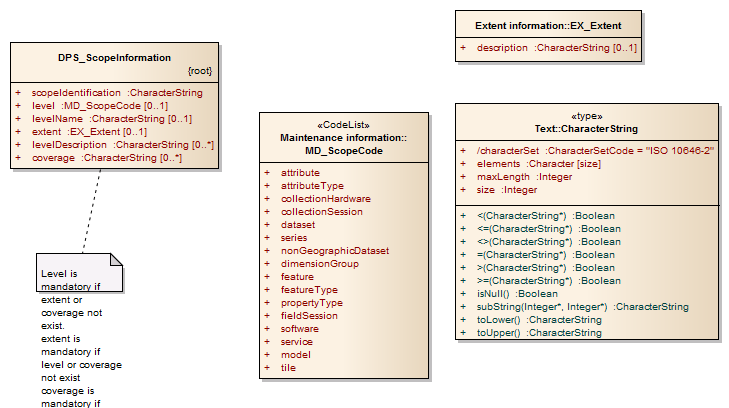 DPS_ScopeInformation
{root}
+ scopeIdentification :CharacterString
+ level :MD_ScopeCode [0..1]
+ levelName :CharacterString [0..1]
+ extent :EX_Extent [0..1]
+ levelDescription :CharacterString [0..*]
+ coverage :CharacterString [0..*]
Level is
mandatory if
extent or
coverage not
exist.
extent is
mandatory if
level or coverage
not exist
coverage is
mandatory if
«CodeList»
Maintenance information::
MD_ScopeCode
+ attribute
+ attributeType
+ collectionHardware
+ collectionSession
+ dataset
+ series
+ nonGeographicDataset
+ dimensionGroup
+ feature
+ featureType
+ propertyType
+ fieldSession
+ software
+ service
+ model
+ tile
Extent information::EX_Extent
+ description :CharacterString [0..1]
«type»
Text::CharacterString
+ /characterSet :CharacterSetCode = "ISO 10646-2"
+ elements :Character [size]
+ maxLength :Integer
+ size :Integer
+ <(CharacterString*) :Boolean
+ <=(CharacterString*) :Boolean
+ <>(CharacterString*) :Boolean
+ =(CharacterString*) :Boolean
+ >(CharacterString*) :Boolean
+ >=(CharacterString*) :Boolean
+ isNull() :Boolean
+ subString(Integer*, Integer*) :CharacterString
+ toLower() :CharacterString
+ toUpper() :CharacterString